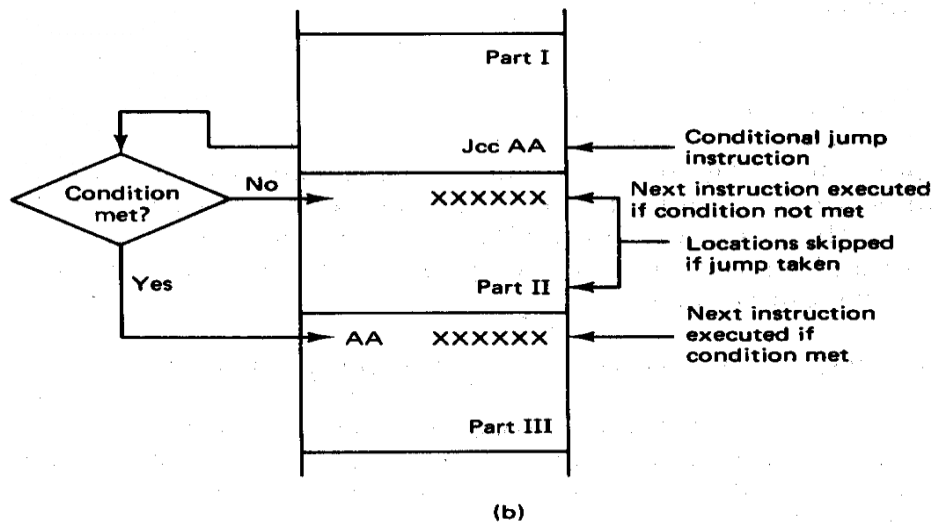 Part I
Jcc AA
Conditional jump
instruction
Condition
met?
No
XXXXXX
Next instruction executed
if condition not met
Locations skipped
if jump taken
Yes
Part II
AA XXXXXX
Next instruction
executed if
condition met
Part III
(b)